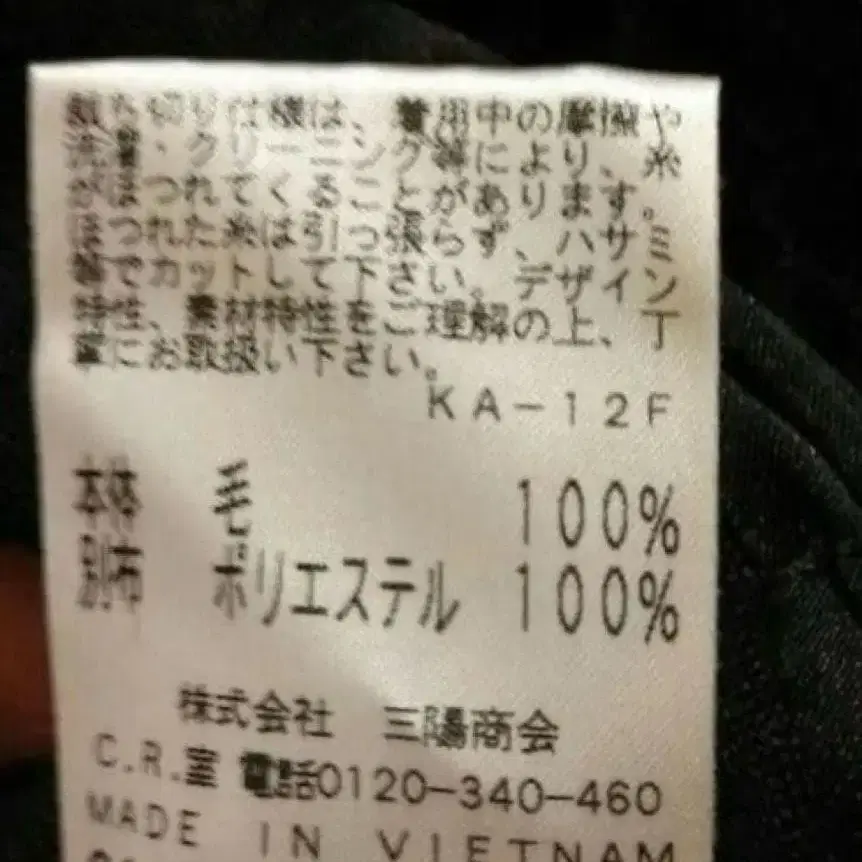 裁ち切り仕様は、着用中の摩擦や
洗濯・クリーニング等により、糸
がほつれてくることがあります。
ほつれた糸は引っ張らず、ハサミ
等でカットして下さい。デザイン
特性、素材特性をご理解の上、丁
寧にお取扱い下さい。
KA-12F
本体 毛 100%
別布 ポリエステル 100%
株式会社 三陽商会
C.R.室 電話0120-340-460
MADE IN VIETNAM